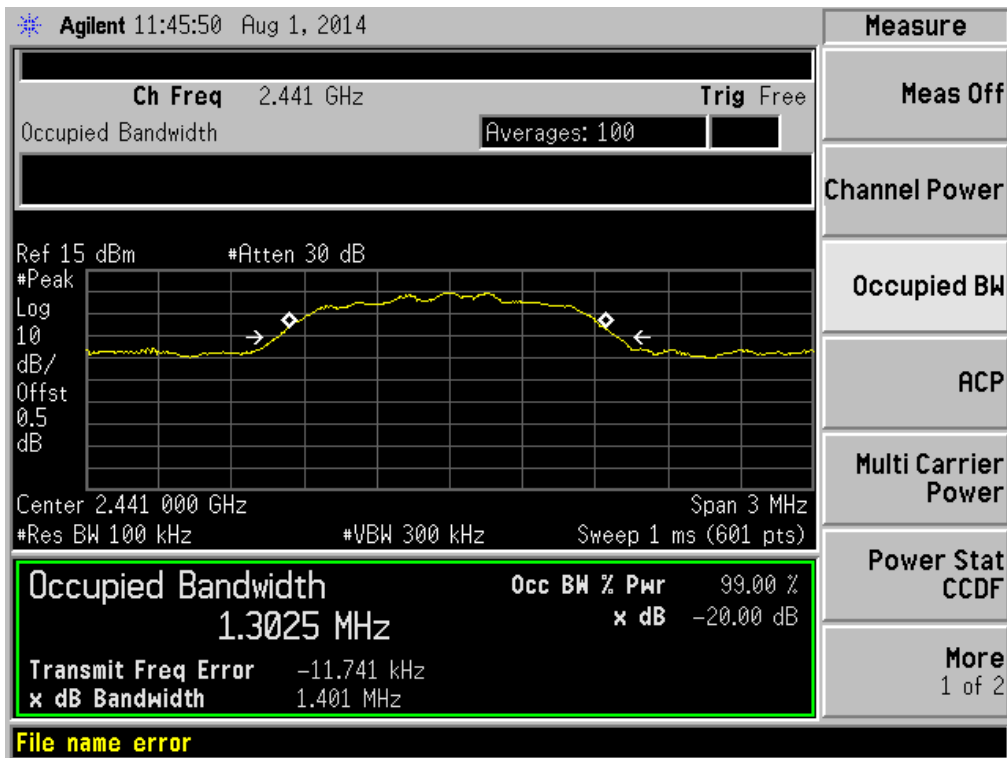 Agilent 11:45:50 Aug 1, 2014
Ch Freq 2.441 GHz Trig Free
Occupied Bandwidth Averages: 100
Ref 15 dBm #Atten 30 dB
#Peak
Log
10
dB/
Offst
0.5
dB
Center 2.441 000 GHz Span 3 MHz
#Res BW 100 kHz #VBW 300 kHz Sweep 1 ms (601 pts)
Occupied Bandwidth Occ BW % Pwr 99.00 %
1.3025 MHz x dB -20.00 dB
Transmit Freq Error -11.741 kHz
x dB Bandwidth 1.401 MHz
File name error
Measure
Meas Off
Channel Power
Occupied BW
ACP
Multi Carrier
Power
Power Stat
CCDF
More
1 of 2